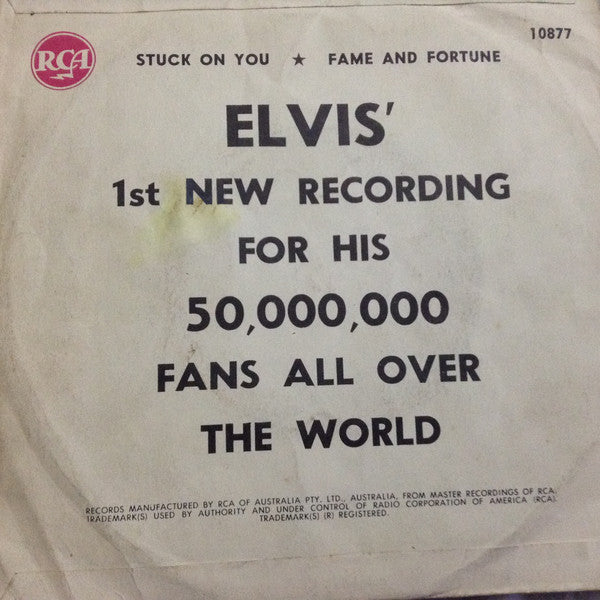 RCA
STUCK ON YOU ★ FAME AND FORTUNE
10877
ELVIS'
1st NEW RECORDING
FOR HIS
50,000,000
FANS ALL OVER
THE WORLD
RECORDS MANUFACTURED BY RCA OF AUSTRALIA PTY. LTD., AUSTRALIA, FROM MASTER RECORDINGS OF RCA.
TRADEMARK(S) USED BY AUTHORITY AND UNDER CONTROL OF RADIO CORPORATION OF AMERICA (RCA).
TRADEMARK(S) (R) REGISTERED.